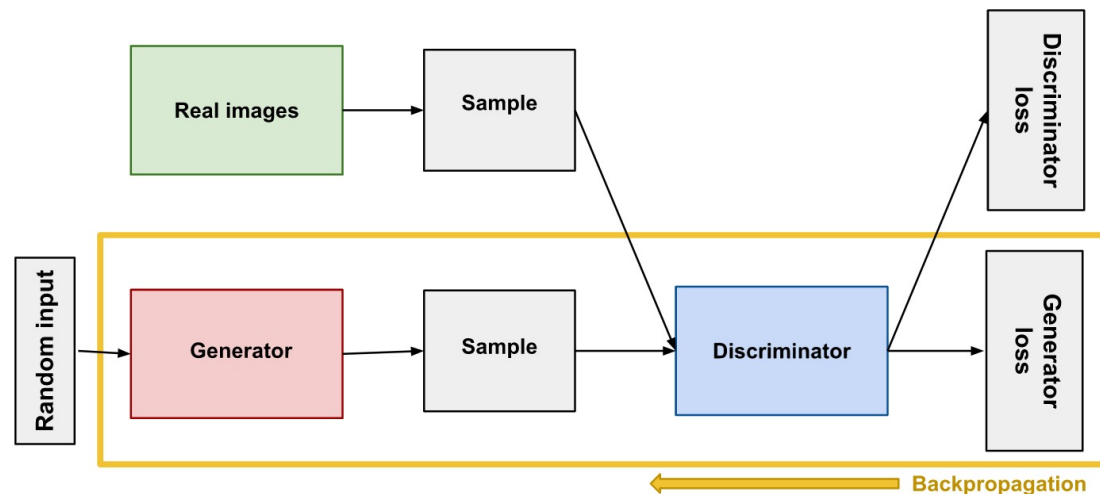 Real images
Sample
Discriminator
loss
Random input
Generator
Sample
Discriminator
Generator
loss
Backpropagation